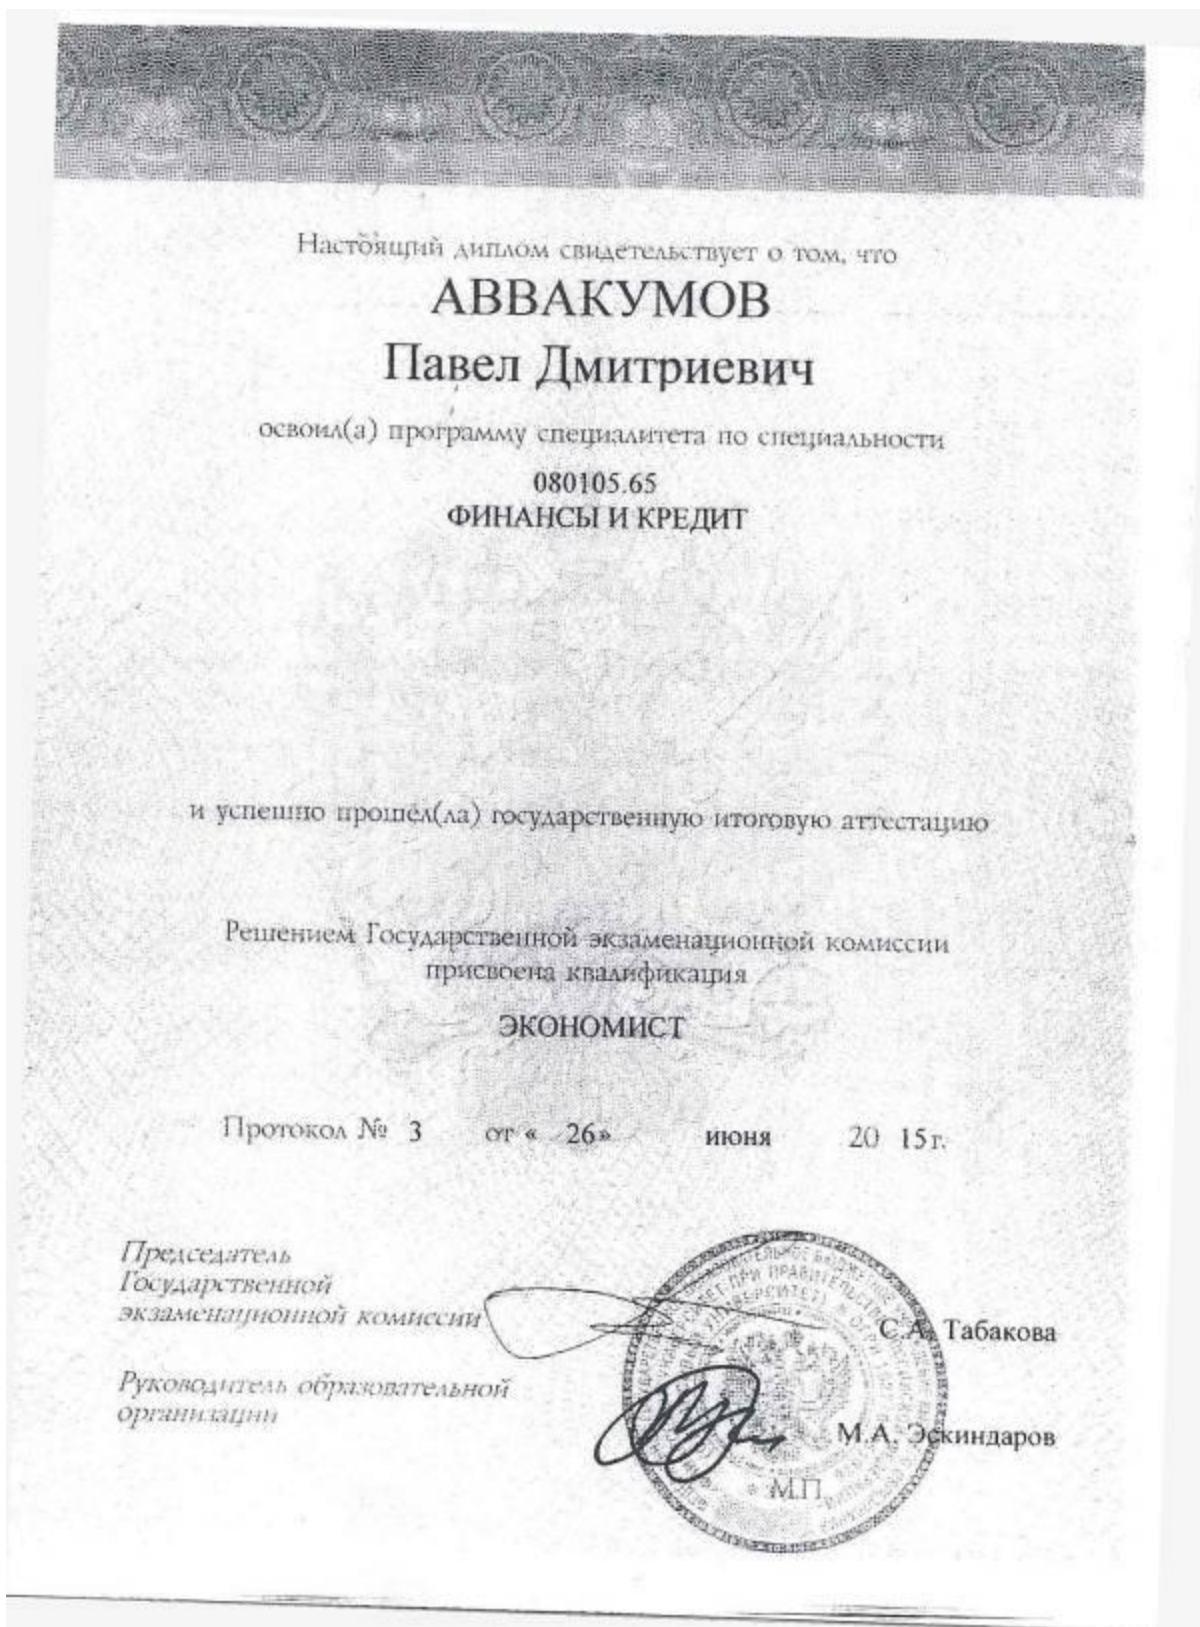 Настоящий диплом свидетельствует о том, что
АВВАКУМОВ
Павел Дмитриевич
освоил(а) программу специалитета по специальности
080105.65
ФИНАНСЫ И КРЕДИТ
и успешно прошёл(ла) государственную итоговую аттестацию
Решением Государственной экзаменационной комиссии
присвоена квалификация
ЭКОНОМИСТ
Протокол № 3 от « 26» июня 20 15 г.
Председатель
Государственной
экзаменационной комиссии
С.А. Табакова
Руководитель образовательной
организации
М.А. Эскиндаров
М.П.